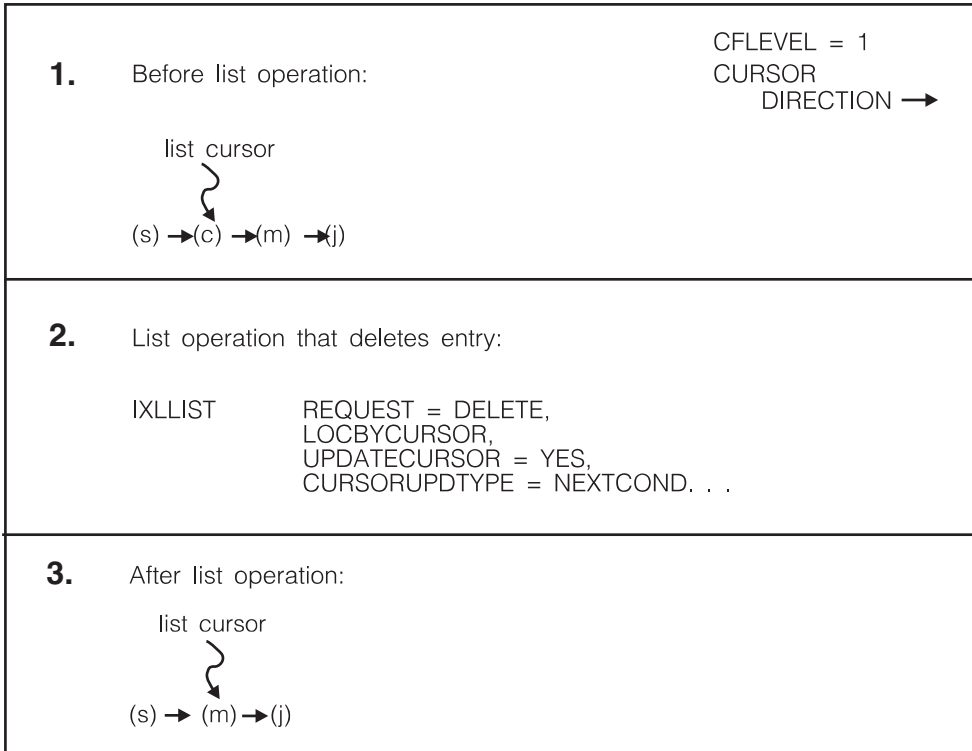 CFLEVEL = 1
1. Before list operation: CURSOR
DIRECTION →
list cursor
(s) →(c) →(m) →(j)
2. List operation that deletes entry:
IXLLIST REQUEST = DELETE,
LOCBYCURSOR,
UPDATECURSOR = YES,
CURSORUPDTYPE = NEXTCOND. . .
3. After list operation:
list cursor
(s) → (m) →(j)